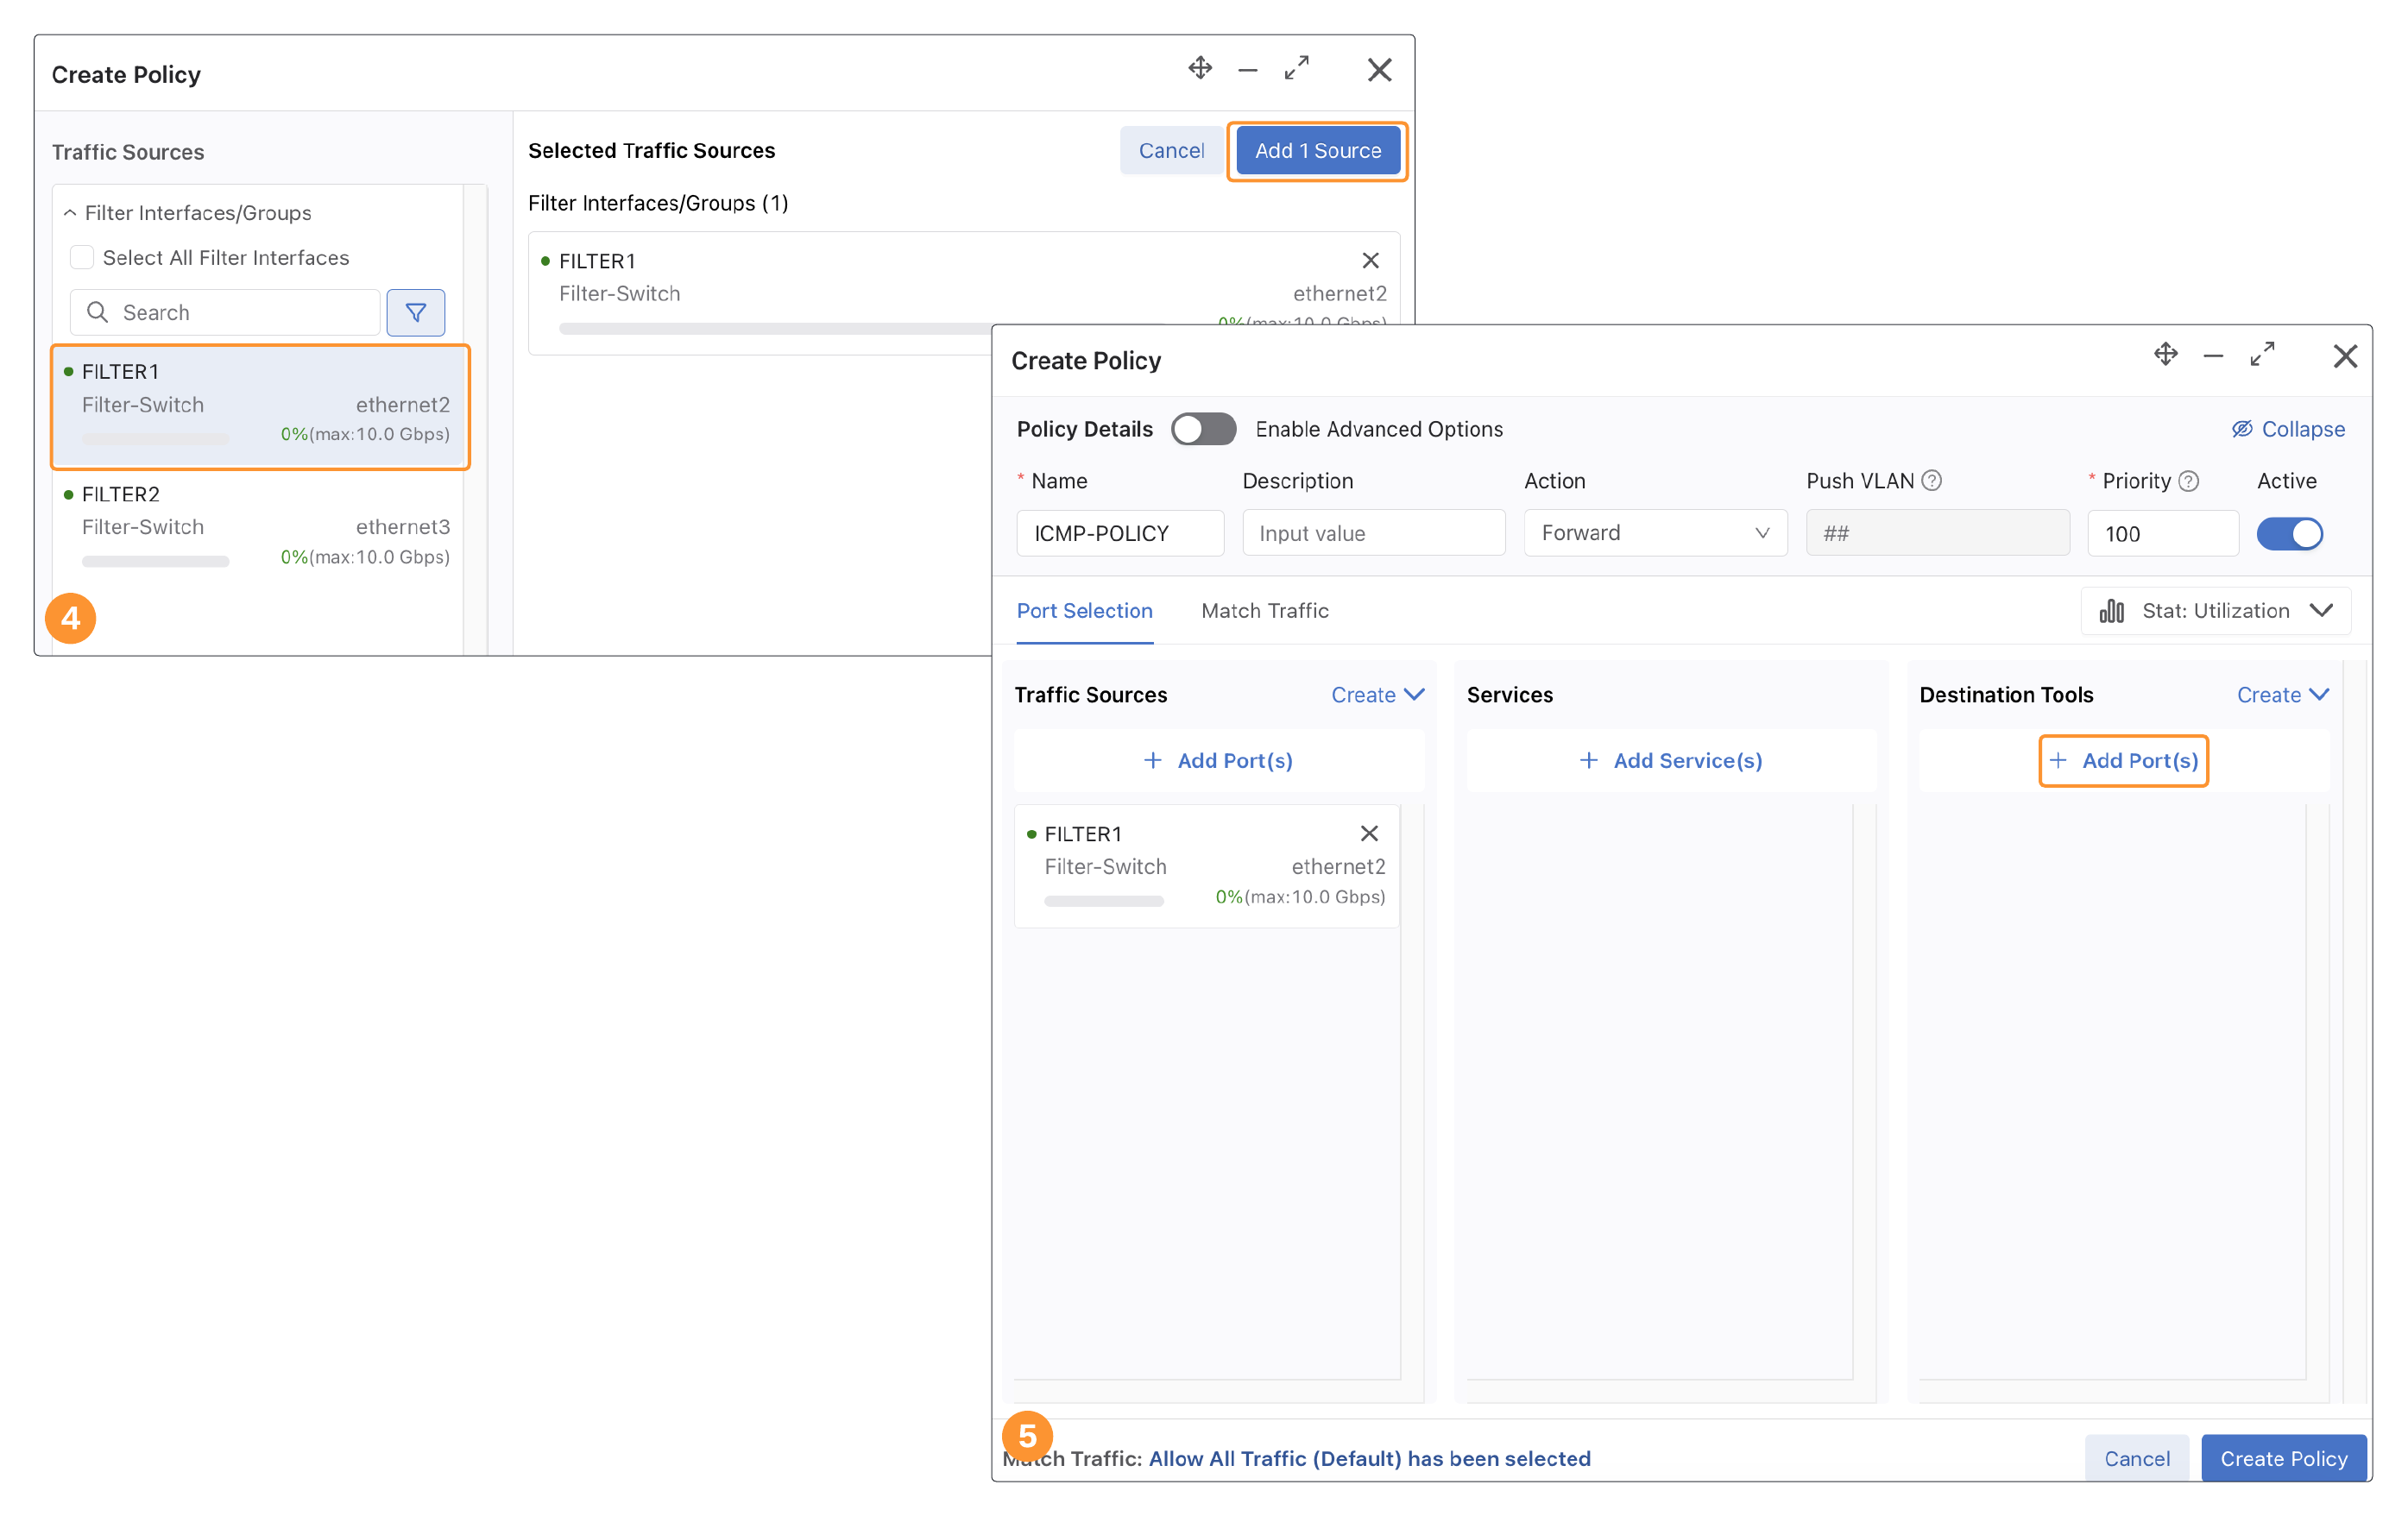 Create Policy
Traffic Sources
Filter Interfaces/Groups
Select All Filter Interfaces
Search
FILTER1
Filter-Switch ethernet2
0%(max:10.0 Gbps)
FILTER2
Filter-Switch ethernet3
0%(max:10.0 Gbps)
4
Selected Traffic Sources Cancel Add 1 Source
Filter Interfaces/Groups (1)
FILTER1
Filter-Switch ethernet2
0%(max:10.0 Gbps)
Create Policy
Policy Details Enable Advanced Options Collapse
* Name Description Action Push VLAN ? * Priority ? Active
ICMP-POLICY Input value Forward ## 100
Port Selection Match Traffic Stat: Utilization
Traffic Sources Create Services Destination Tools Create
+ Add Port(s) + Add Service(s) + Add Port(s)
FILTER1
Filter-Switch ethernet2
0%(max:10.0 Gbps)
5
Match Traffic: Allow All Traffic (Default) has been selected Cancel Create Policy